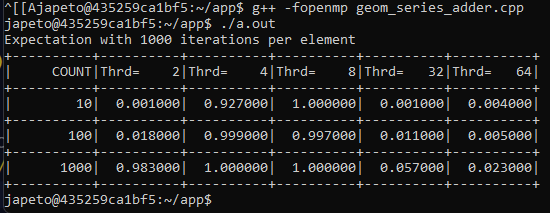 ^[[Ajapeto@435259ca1bf5:~/app$ g++ -fopenmp geom_series_adder.cpp
japeto@435259ca1bf5:~/app$ ./a.out
Expectation with 1000 iterations per element
+----------+----------+----------+----------+----------+----------+
|     COUNT|Thrd=    2|Thrd=    4|Thrd=    8|Thrd=   32|Thrd=   64|
+----------+----------+----------+----------+----------+----------+
|        10|  0.001000|  0.927000|  1.000000|  0.001000|  0.004000|
+----------+----------+----------+----------+----------+----------+
|       100|  0.018000|  0.999000|  0.997000|  0.011000|  0.005000|
+----------+----------+----------+----------+----------+----------+
|      1000|  0.983000|  1.000000|  1.000000|  0.057000|  0.023000|
+----------+----------+----------+----------+----------+----------+
japeto@435259ca1bf5:~/app$